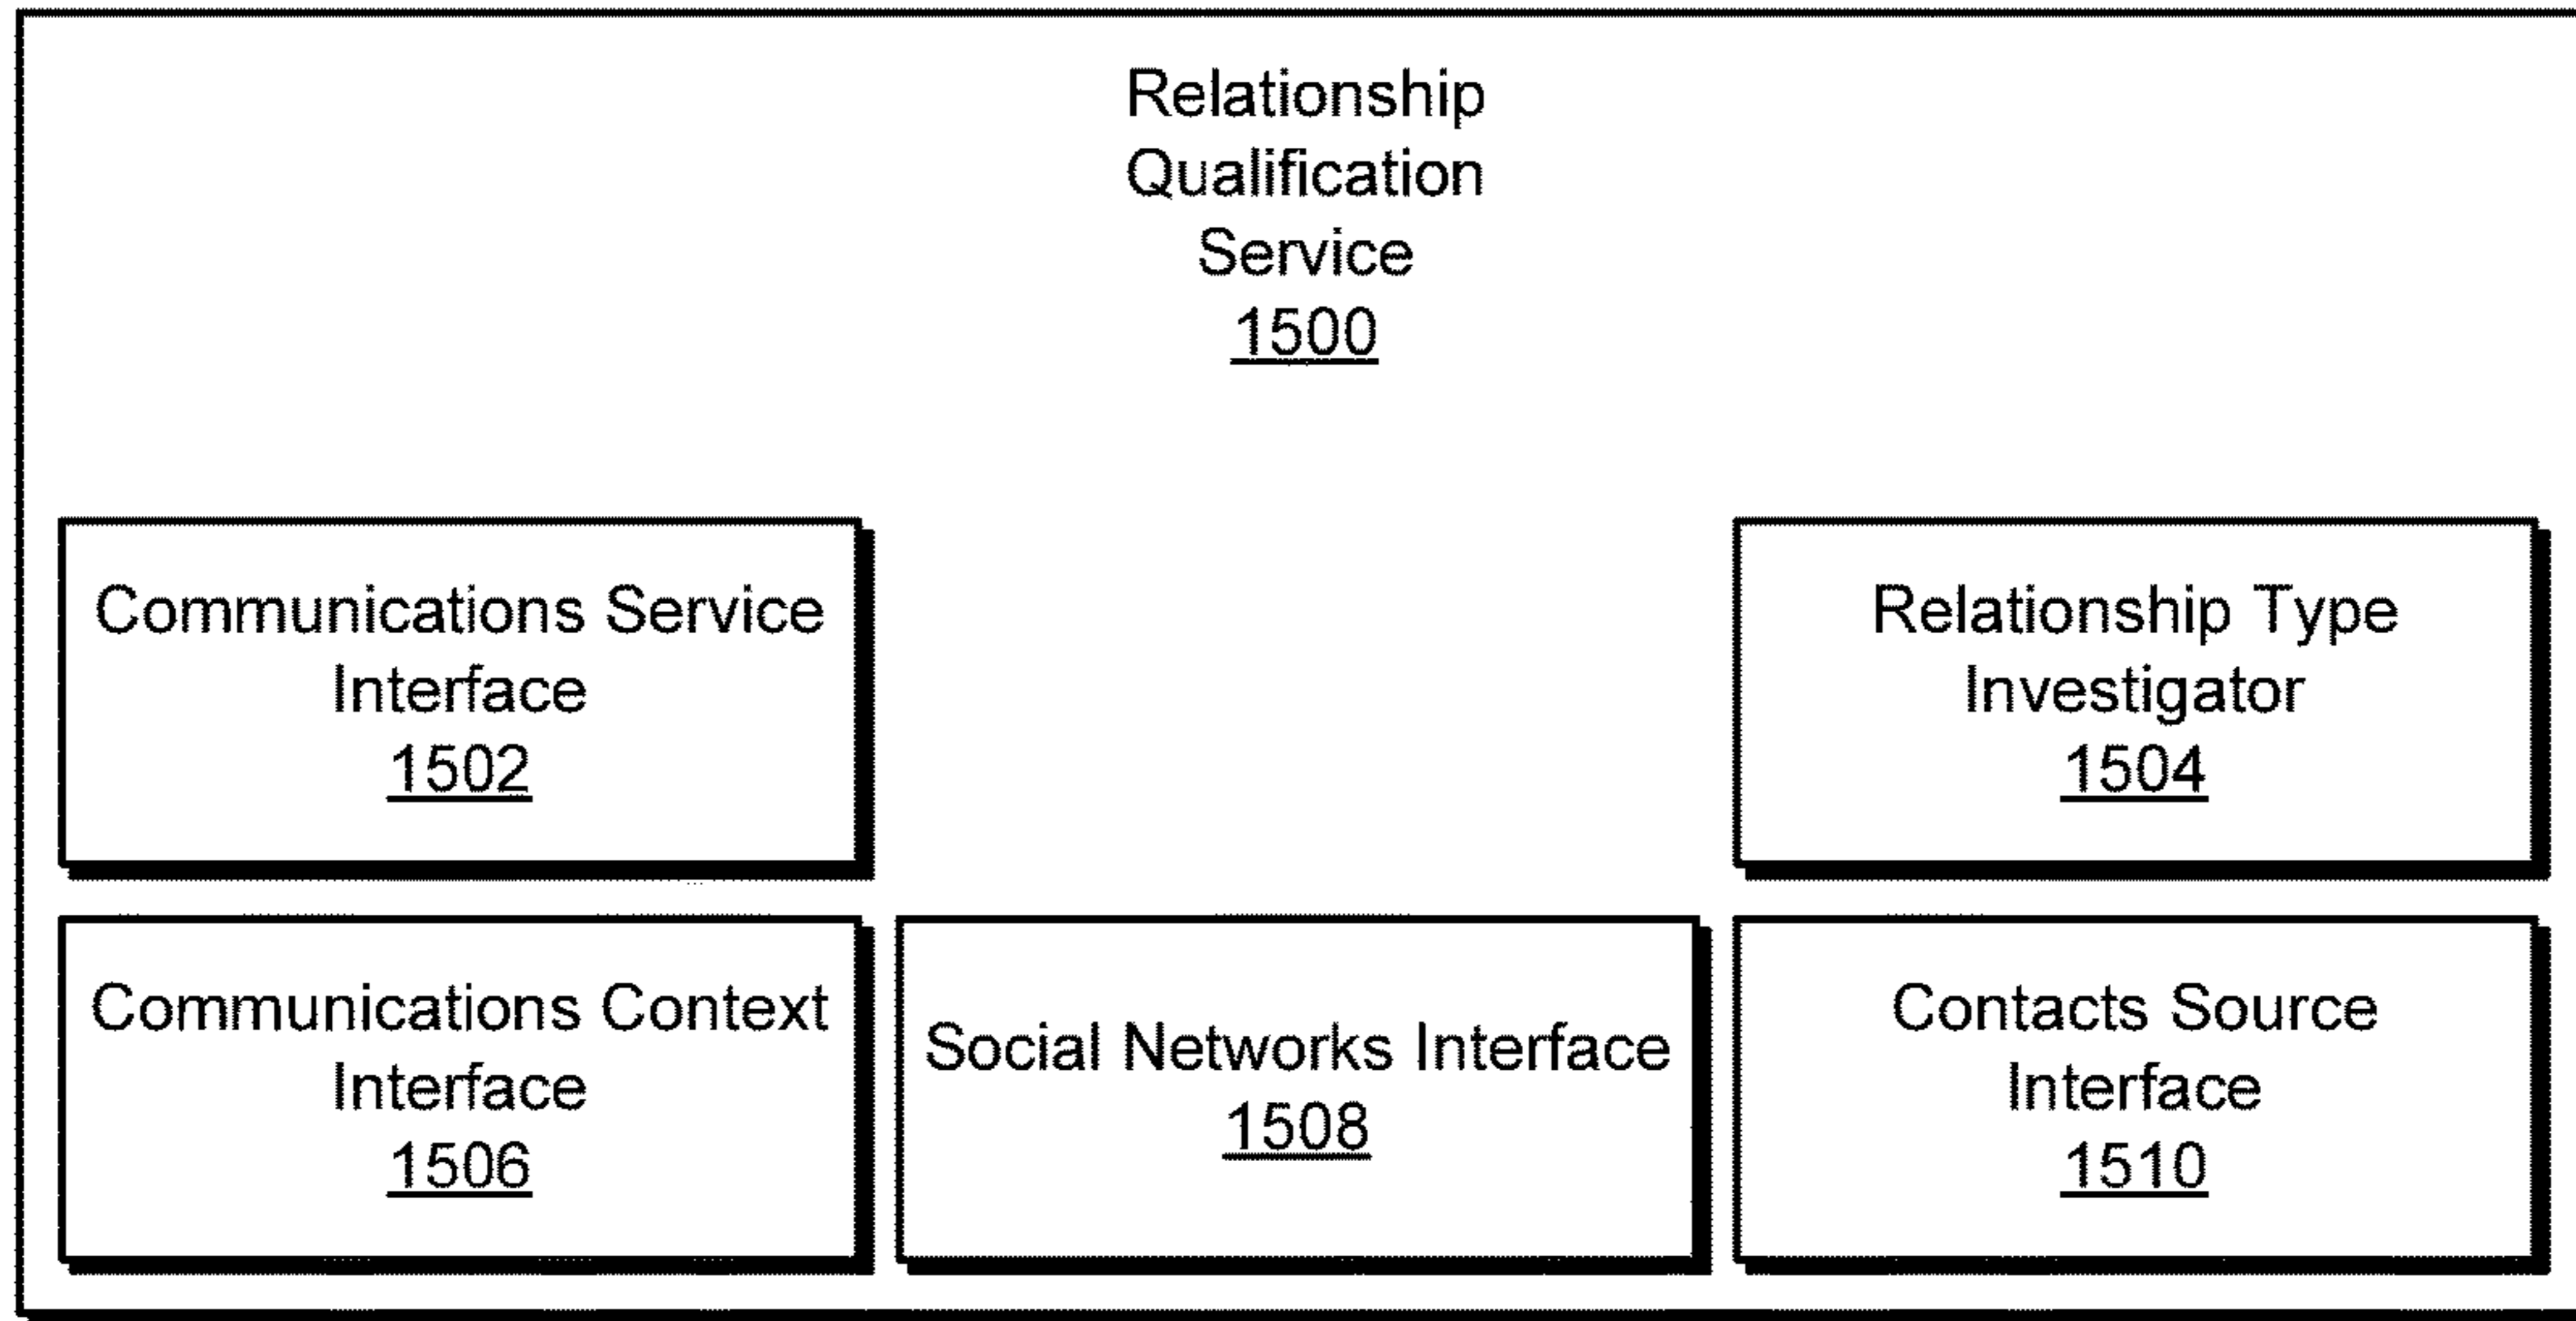 Relationship
Qualification
Service
1500
Communications Service
Interface
1502
Relationship Type
Investigator
1504
Communications Context
Interface
1506
Social Networks Interface
1508
Contacts Source
Interface
1510